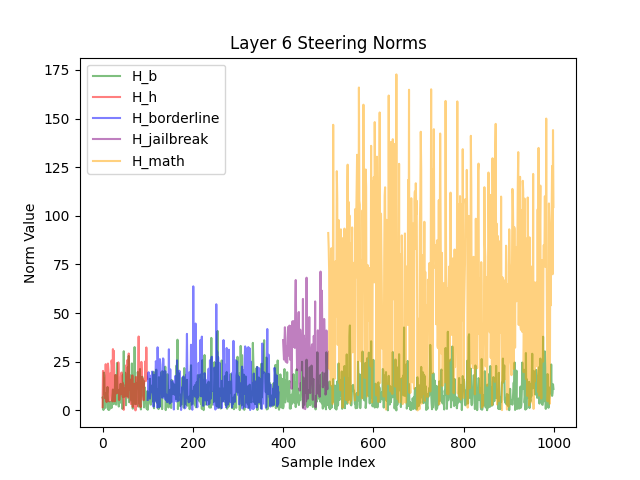 Layer 6 Steering Norms
H_b
H_h
H_borderline
H_jailbreak
H_math
Norm Value
175
150
125
100
75
50
25
0
0 200 400 600 800 1000
Sample Index